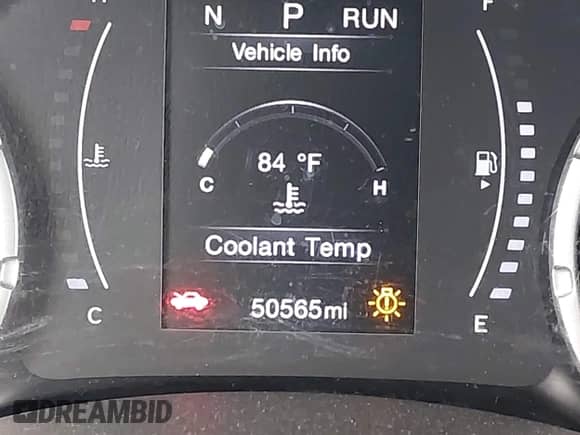 N P RUN
F
Vehicle Info
84 °F
C H
Coolant Temp
50565mi
C E
DREAMBID